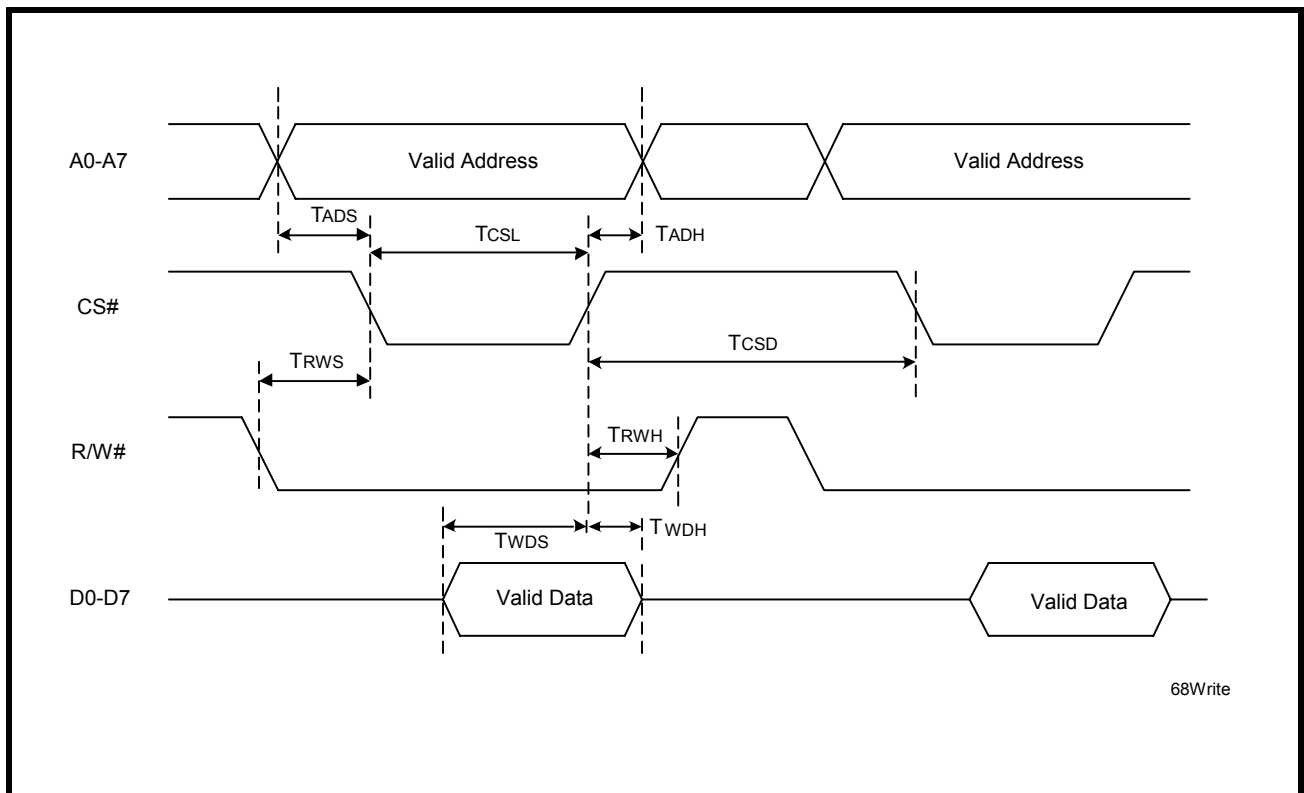 A0-A7
Valid Address
Valid Address
TADS
TCSL
TADH
CS#
TCSD
TRWS
TRWH
R/W#
TWDS
TWDH
D0-D7
Valid Data
Valid Data
68Write